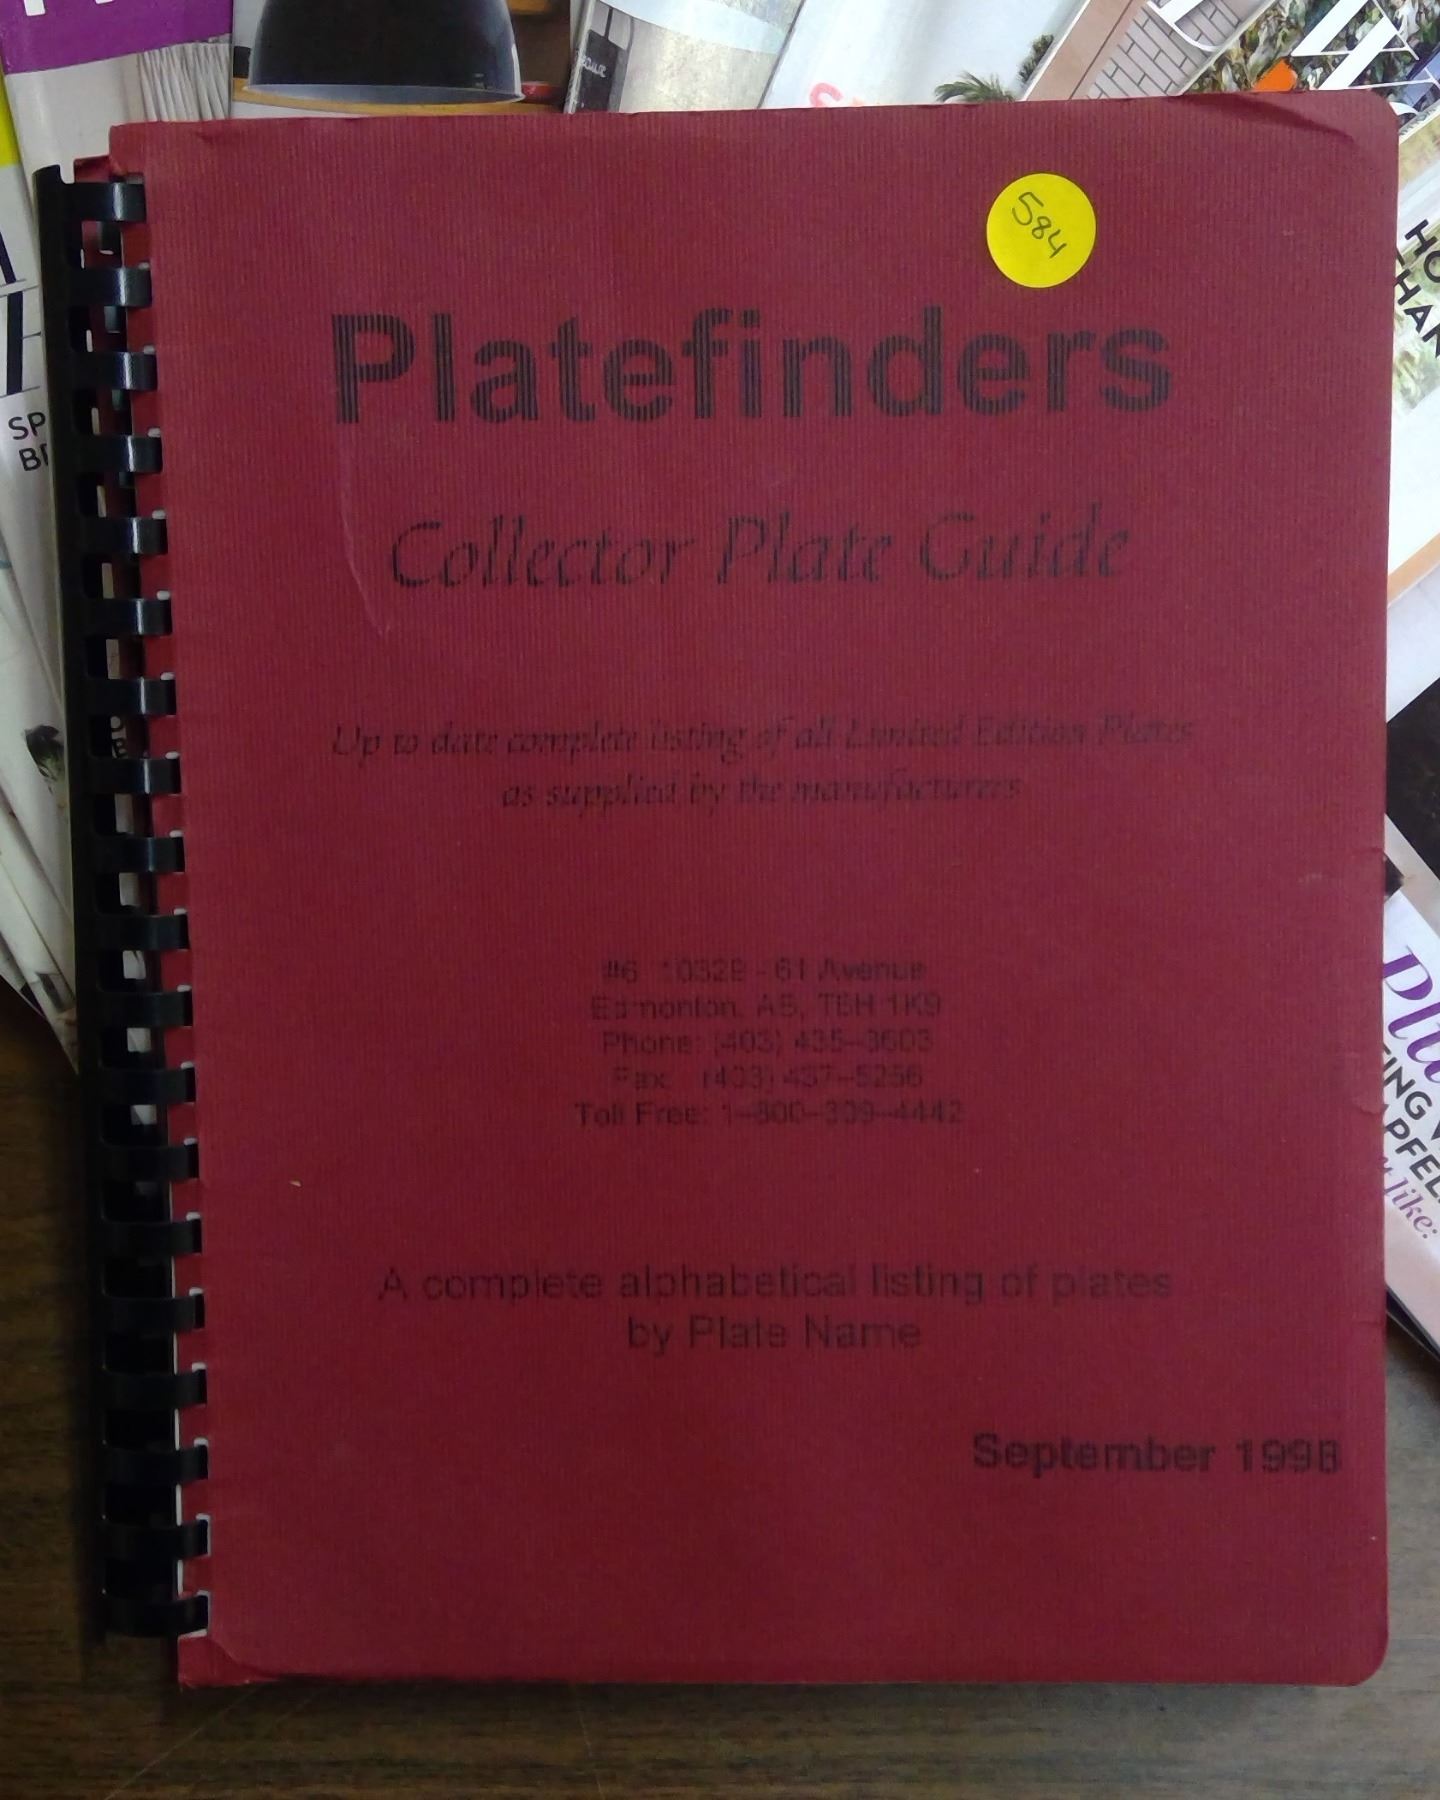 584
Platefinders
Collector Plate Guide
Up to date complete listing of all Limited Edition Plates
as supplied by the manufacturers
#6 10328 - 61 Avenue
Edmonton, AB, T6H 1K9
Phone: (403) 435-3603
Fax: (403) 437-5256
Toll Free: 1-800-309-4442
A complete alphabetical listing of plates
by Plate Name
September 1998
like: